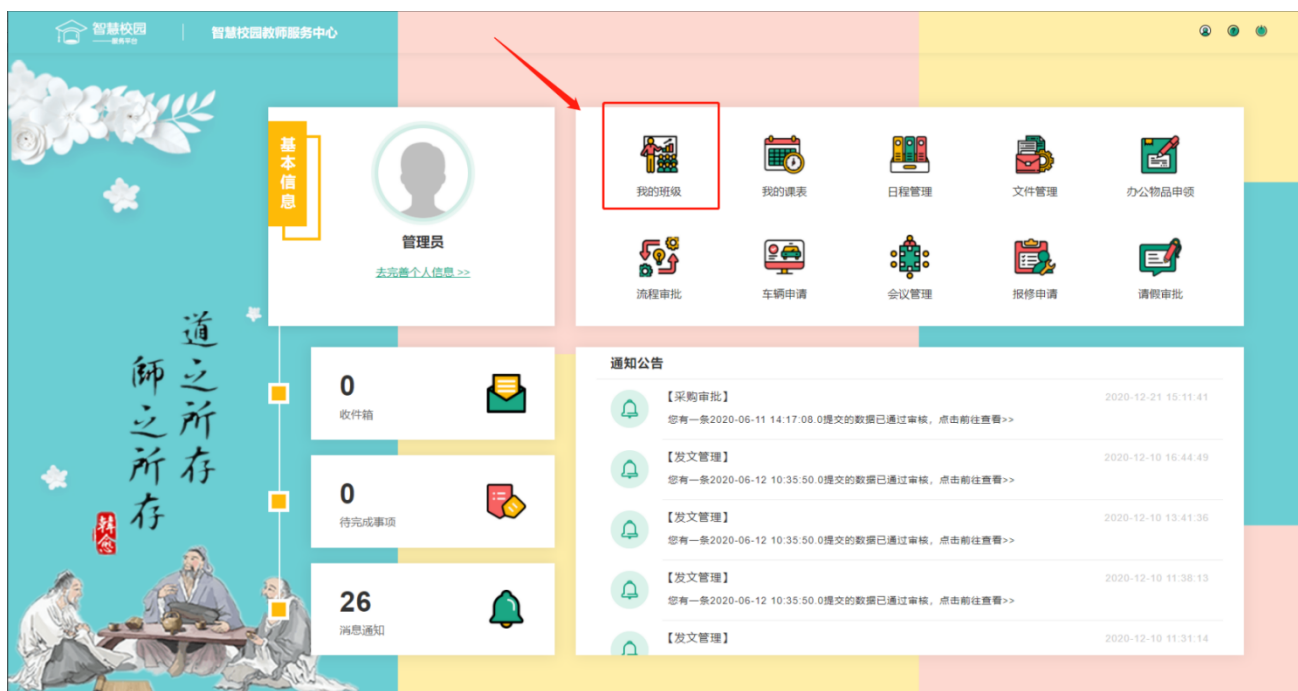 智慧校园
服务平台
智慧校园教师服务中心
基本信息
管理员
去完善个人信息 >>
我的班级
我的课表
日程管理
文件管理
办公物品申领
流程审批
车辆申请
会议管理
报修申请
请假审批
道之所存
師之所存
韓愈
0
收件箱
0
待完成事项
26
消息通知
通知公告
【采购审批】 2020-12-21 15:11:41
您有一条2020-06-11 14:17:08.0提交的数据已通过审核，点击前往查看>>
【发文管理】 2020-12-10 16:44:49
您有一条2020-06-12 10:35:50.0提交的数据已通过审核，点击前往查看>>
【发文管理】 2020-12-10 13:41:36
您有一条2020-06-12 10:35:50.0提交的数据已通过审核，点击前往查看>>
【发文管理】 2020-12-10 11:38:13
您有一条2020-06-12 10:35:50.0提交的数据已通过审核，点击前往查看>>
【发文管理】 2020-12-10 11:31:14